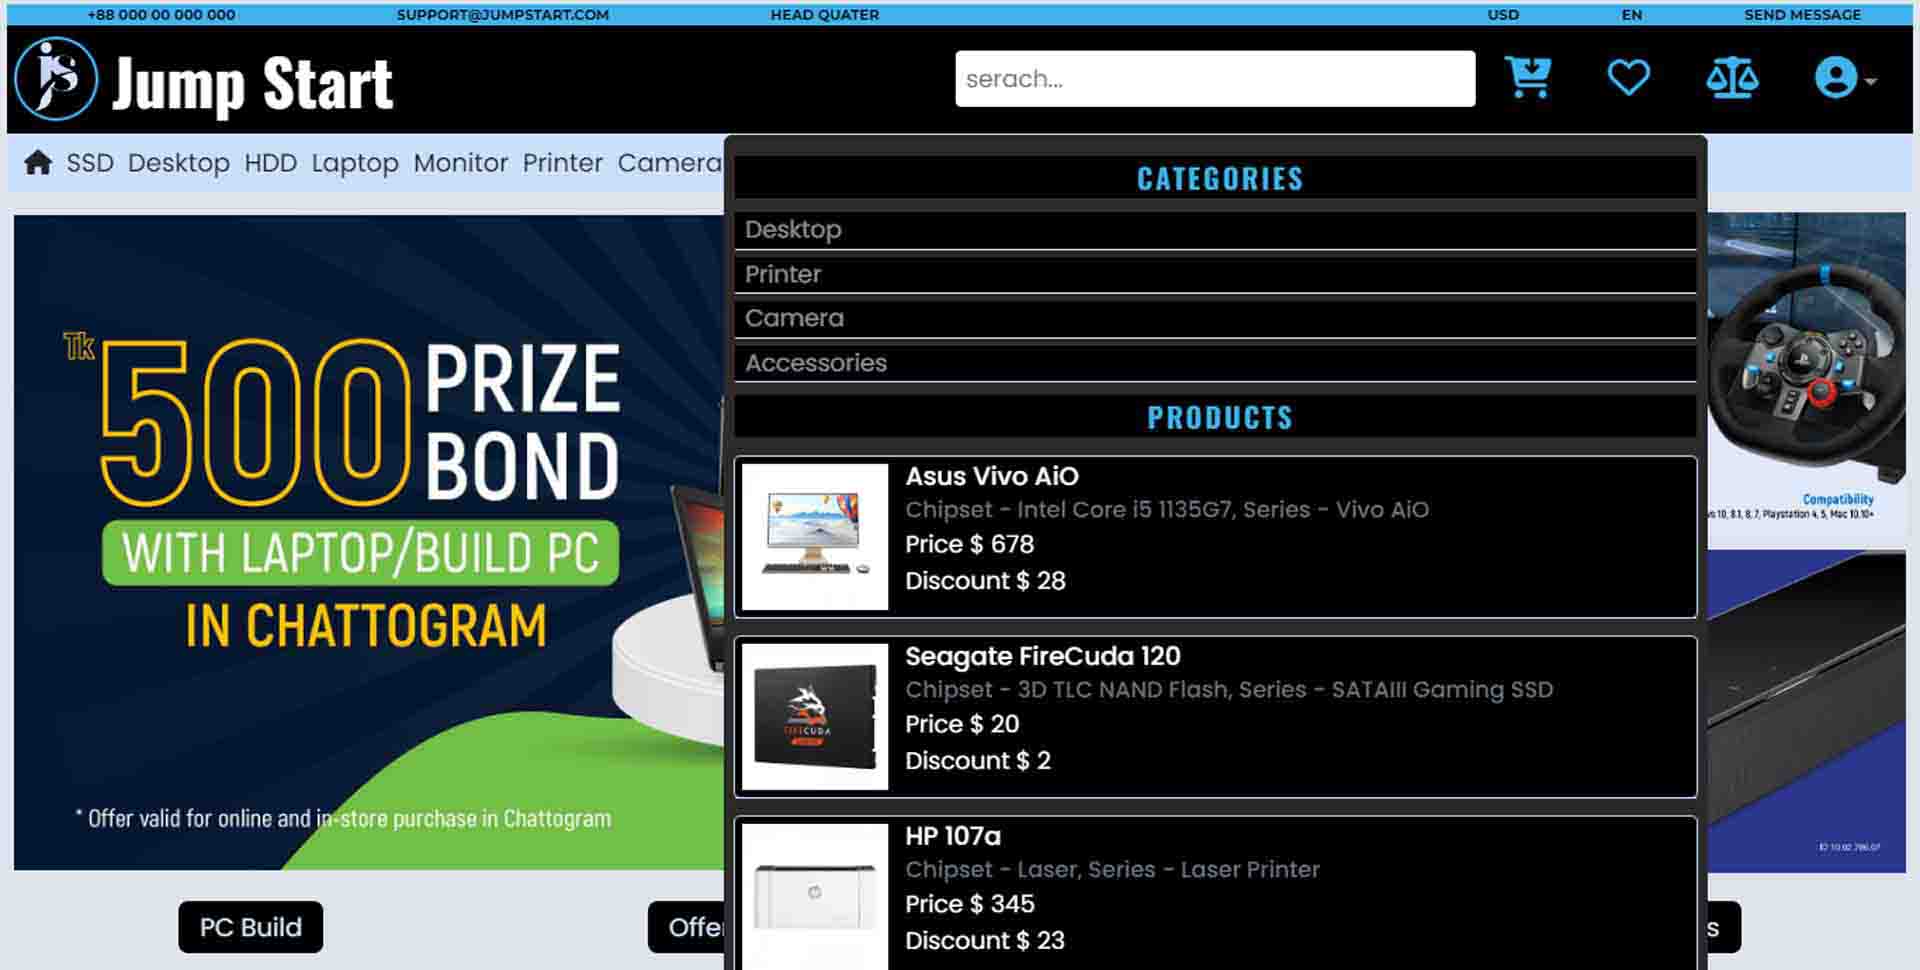 +88 000 00 000 000 SUPPORT@JUMPSTART.COM HEAD QUATER USD EN SEND MESSAGE
js Jump Start serach...
SSD Desktop HDD Laptop Monitor Printer Camera
CATEGORIES
Desktop
Printer
Camera
Accessories
PRODUCTS
Asus Vivo AiO
Chipset - Intel Core i5 1135G7, Series - Vivo AiO
Price $ 678
Discount $ 28
Seagate FireCuda 120
Chipset - 3D TLC NAND Flash, Series - SATAIII Gaming SSD
Price $ 20
Discount $ 2
FIRECUDA
HP 107a
Chipset - Laser, Series - Laser Printer
Price $ 345
Discount $ 23
Tk 500 PRIZE
BOND
WITH LAPTOP/BUILD PC
IN CHATTOGRAM
* Offer valid for online and in-store purchase in Chattogram
Compatibility
10, 8.1, 8, 7, Playstation 4, 5, Mac 10.10+
PC Build
Offe
s